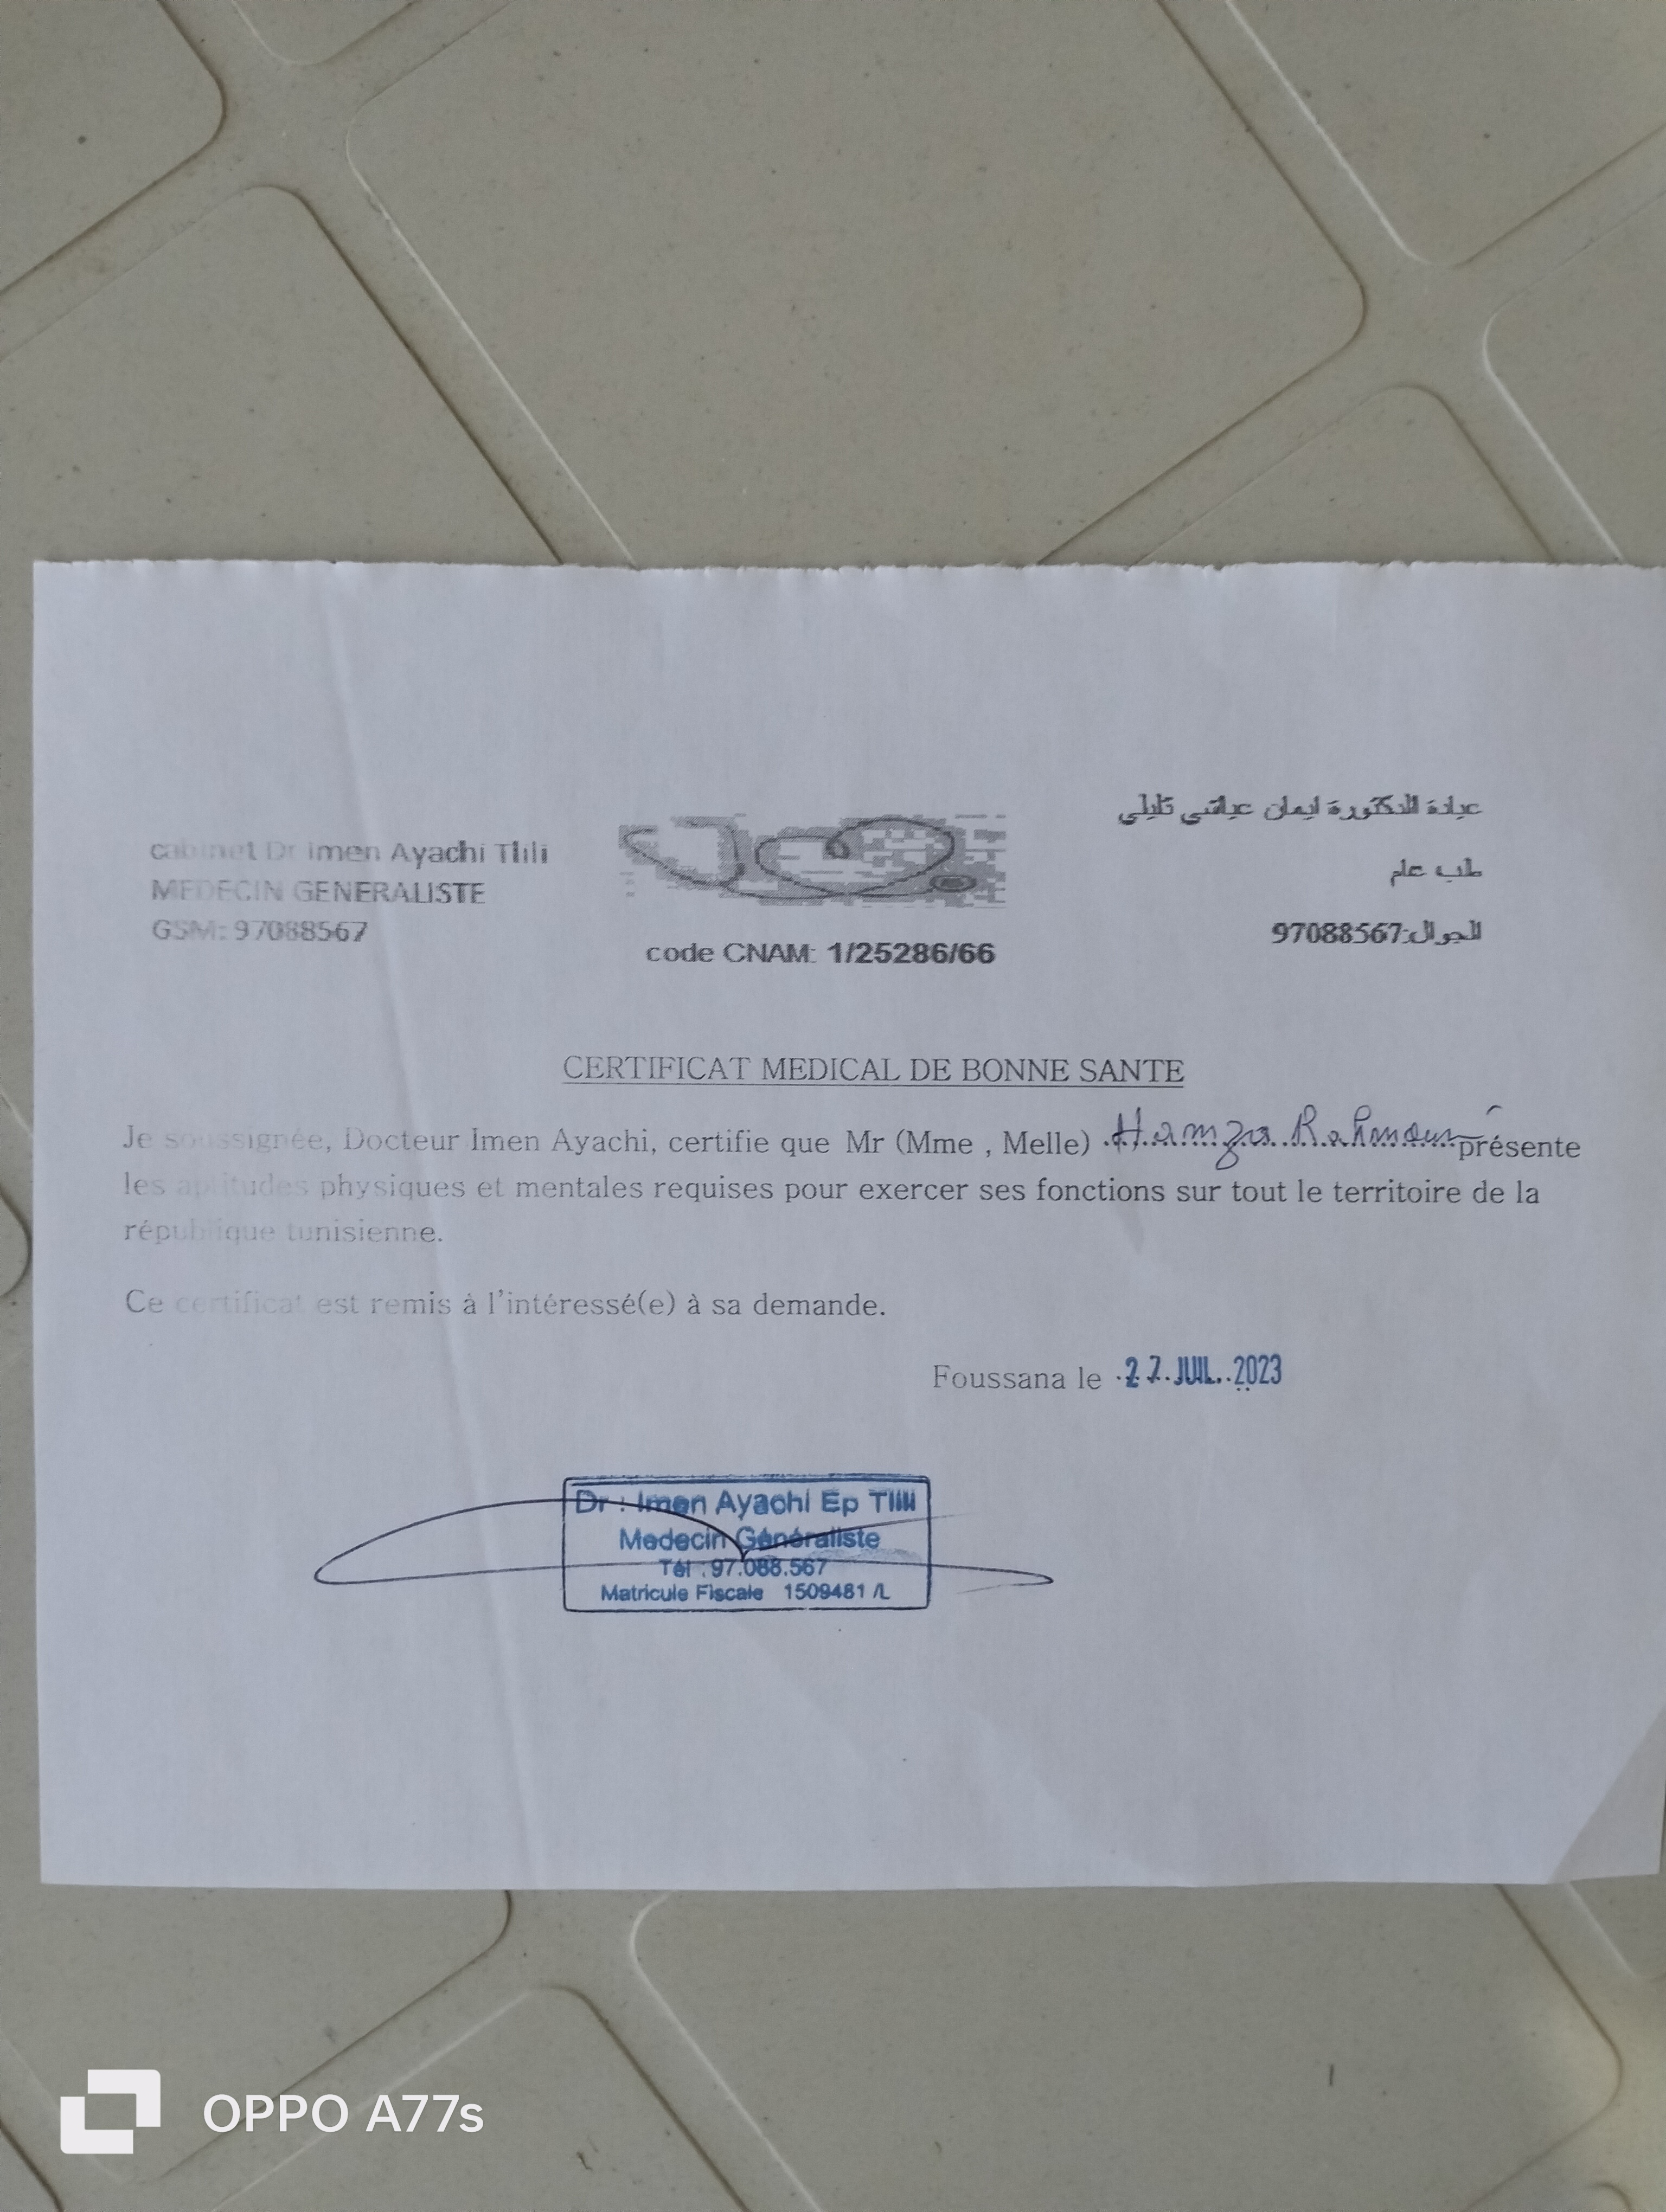 cabinet Dr Imen Ayachi Tlili
MEDECIN GENERALISTE
GSM: 97088567
code CNAM: 1/25286/66
عيادة الدكتورة ايمان عياشي تليلي
طب عام
الجوال:97088567
CERTIFICAT MEDICAL DE BONNE SANTE
Je soussignée, Docteur Imen Ayachi, certifie que Mr (Mme , Melle) Hamza Rahmouni présente
les aptitudes physiques et mentales requises pour exercer ses fonctions sur tout le territoire de la
république tunisienne.
Ce certificat est remis à l'intéressé(e) à sa demande.
Foussana le 27 JUIL. 2023
Dr : Imen Ayachi Ep Tlili
Medecin Généraliste
Tél : 97.088.567
Matricule Fiscale 1509481 /L
OPPO A77s